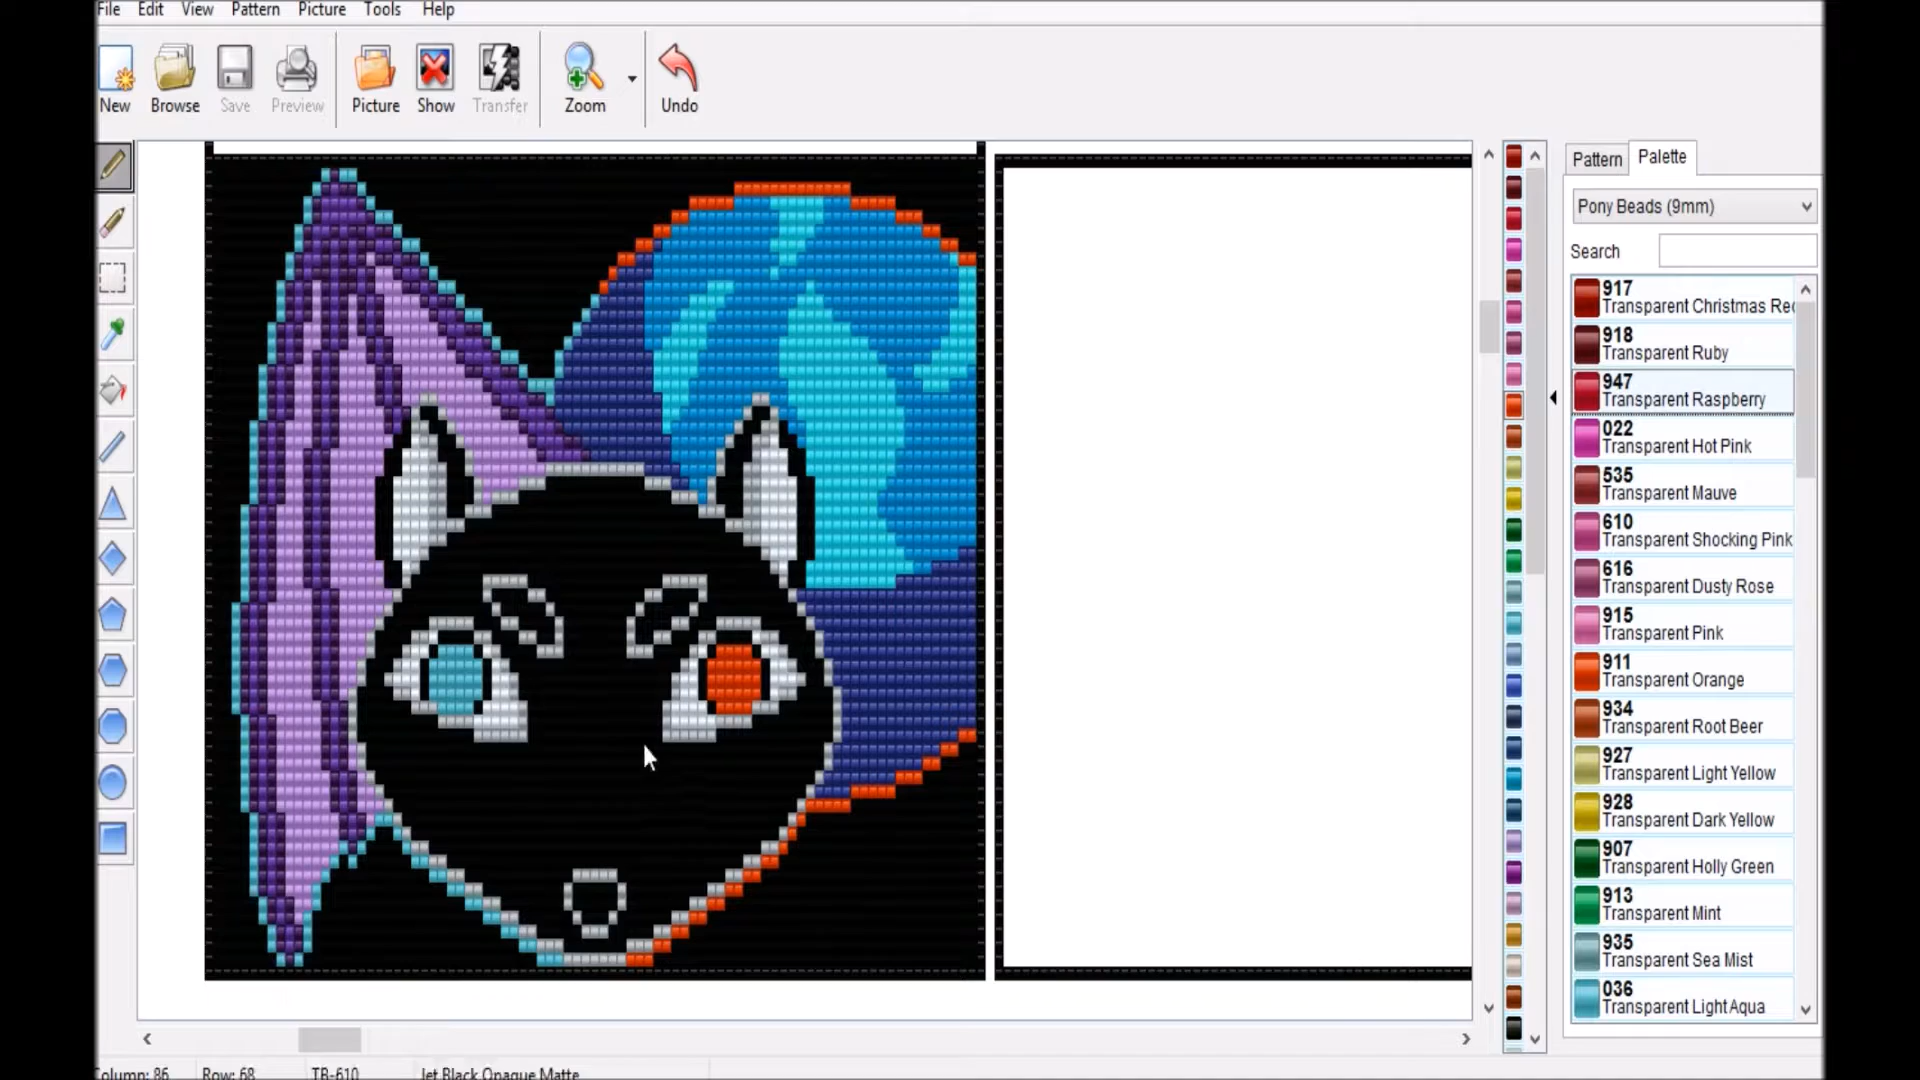 File Edit View Pattern Picture Tools Help
New Browse Save Preview Picture Show Transfer Zoom Undo
Pattern Palette
Pony Beads (9mm)
Search
917
Transparent Christmas Re
918
Transparent Ruby
947
Transparent Raspberry
022
Transparent Hot Pink
535
Transparent Mauve
610
Transparent Shocking Pink
616
Transparent Dusty Rose
915
Transparent Pink
911
Transparent Orange
934
Transparent Root Beer
927
Transparent Light Yellow
928
Transparent Dark Yellow
907
Transparent Holly Green
913
Transparent Mint
935
Transparent Sea Mist
036
Transparent Light Aqua
Column: 86 Row: 68 TB-610 Jet Black Opaque Matte